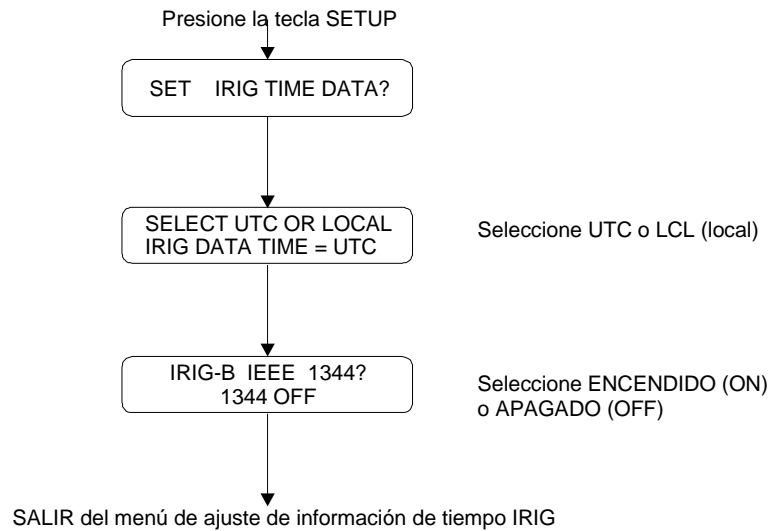 Presione la tecla SETUP
SET IRIG TIME DATA?
SELECT UTC OR LOCAL
IRIG DATA TIME = UTC
Seleccione UTC o LCL (local)
IRIG-B IEEE 1344?
1344 OFF
Seleccione ENCENDIDO (ON)
o APAGADO (OFF)
SALIR del menú de ajuste de información de tiempo IRIG